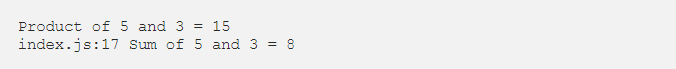 Product of 5 and 3 = 15
index.js:17 Sum of 5 and 3 = 8